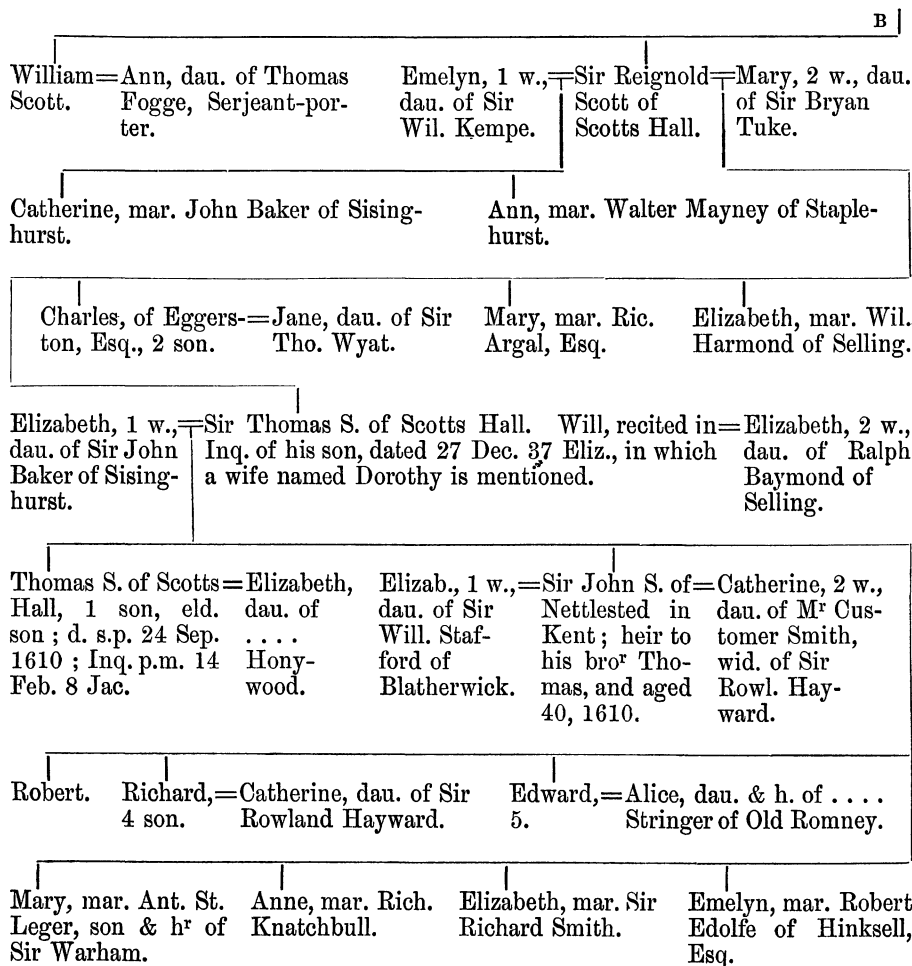 B
William=Ann, dau. of Thomas
Scott. Fogge, Serjeant-por-
ter.
Emelyn, 1 w.,=Sir Reignold=Mary, 2 w., dau.
dau. of Sir Scott of of Sir Bryan
Wil. Kempe. Scotts Hall. Tuke.
Catherine, mar. John Baker of Sising-
hurst.
Ann, mar. Walter Mayney of Staple-
hurst.
Charles, of Eggers-=Jane, dau. of Sir
ton, Esq., 2 son. Tho. Wyat.
Mary, mar. Ric.
Argal, Esq.
Elizabeth, mar. Wil.
Harmond of Selling.
Elizabeth, 1 w.,=Sir Thomas S. of Scotts Hall. Will, recited in=Elizabeth, 2 w.,
dau. of Sir John Inq. of his son, dated 27 Dec. 37 Eliz., in which dau. of Ralph
Baker of Sising- a wife named Dorothy is mentioned. Baymond of
hurst. Selling.
Thomas S. of Scotts=Elizabeth,
Hall, 1 son, eld. dau. of
son ; d. s.p. 24 Sep. . . . .
1610 ; Inq. p.m. 14 Hony-
Feb. 8 Jac. wood.
Elizab., 1 w.,=Sir John S. of=Catherine, 2 w.,
dau. of Sir Nettlested in dau. of Mr Cus-
Will. Staf- Kent ; heir to tomer Smith,
ford of his bror Tho- wid. of Sir
Blatherwick. mas, and aged Rowl. Hay-
40, 1610. ward.
Robert. Richard,=Catherine, dau. of Sir Edward,=Alice, dau. & h. of . . . .
4 son. Rowland Hayward. 5. Stringer of Old Romney.
Mary, mar. Ant. St.
Leger, son & hr of
Sir Warham.
Anne, mar. Rich.
Knatchbull.
Elizabeth, mar. Sir
Richard Smith.
Emelyn, mar. Robert
Edolfe of Hinksell,
Esq.